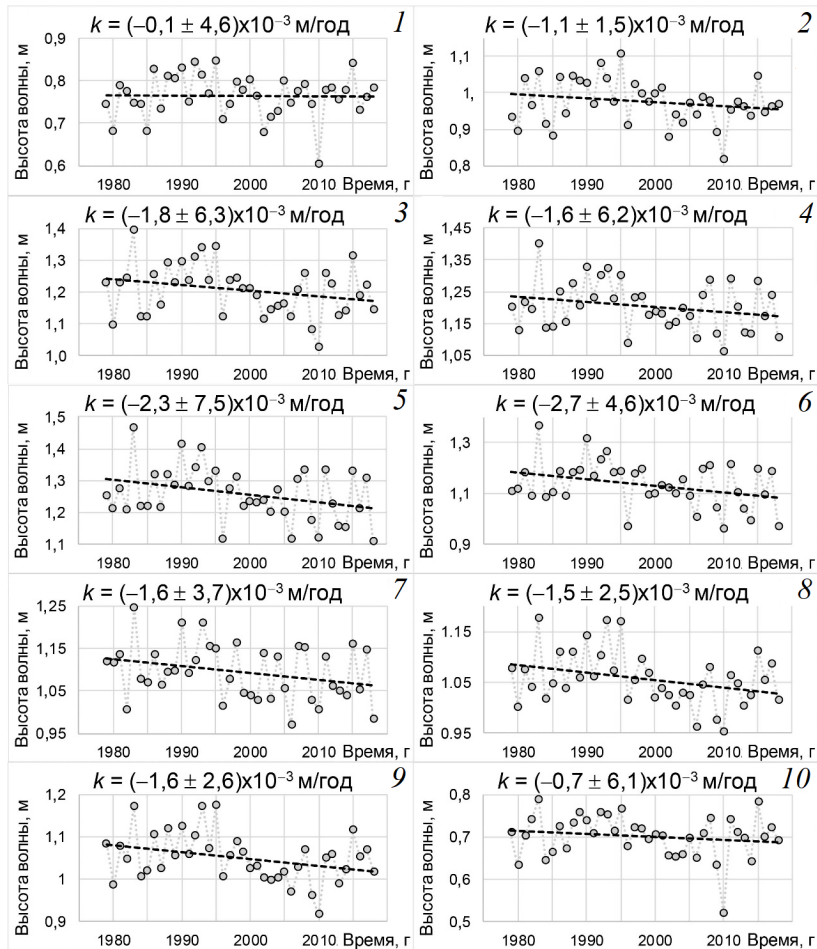 k = (−0,1 ± 4,6)x10⁻³ м/год 1
Высота волны, м
0,9
0,8
0,7
0,6
1980 1990 2000 2010 Время, г
k = (−1,1 ± 1,5)x10⁻³ м/год 2
Высота волны, м
1,1
1
0,9
0,8
1980 1990 2000 2010. Время, г
k = (−1,8 ± 6,3)x10⁻³ м/год 3
Высота волны, м
1,4
1,3
1,2
1,1
1,0
1980 1990 2000 2010 Время, г
k = (−1,6 ± 6,2)x10⁻³ м/год 4
Высота волны, м
1,45
1,35
1,25
1,15
1,05
1980 1990 2000 2010. Время, г
k = (−2,3 ± 7,5)x10⁻³ м/год 5
Высота волны, м
1,5
1,4
1,3
1,2
1,1
1980 1990 2000 2010 Время, г
k = (−2,7 ± 4,6)x10⁻³ м/год 6
Высота волны, м
1,3
1,1
0,9
1980 1990 2000 2010. Время, г
k = (−1,6 ± 3,7)x10⁻³ м/год 7
Высота волны, м
1,25
1,15
1,05
0,95
1980 1990 2000 2010 Время, г
k = (−1,5 ± 2,5)x10⁻³ м/год 8
Высота волны, м
1.15
1.05
0.95
1980 1990 2000 2010. Время, г
k = (−1,6 ± 2,6)x10⁻³ м/год 9
Высота волны, м
1,2
1,1
1
0,9
1980 1990 2000 2010 Время, г
k = (−0,7 ± 6,1)x10⁻³ м/год 10
Высота волны, м
0,8
0,7
0,6
0,5
1980 1990 2000 2010. Время, г